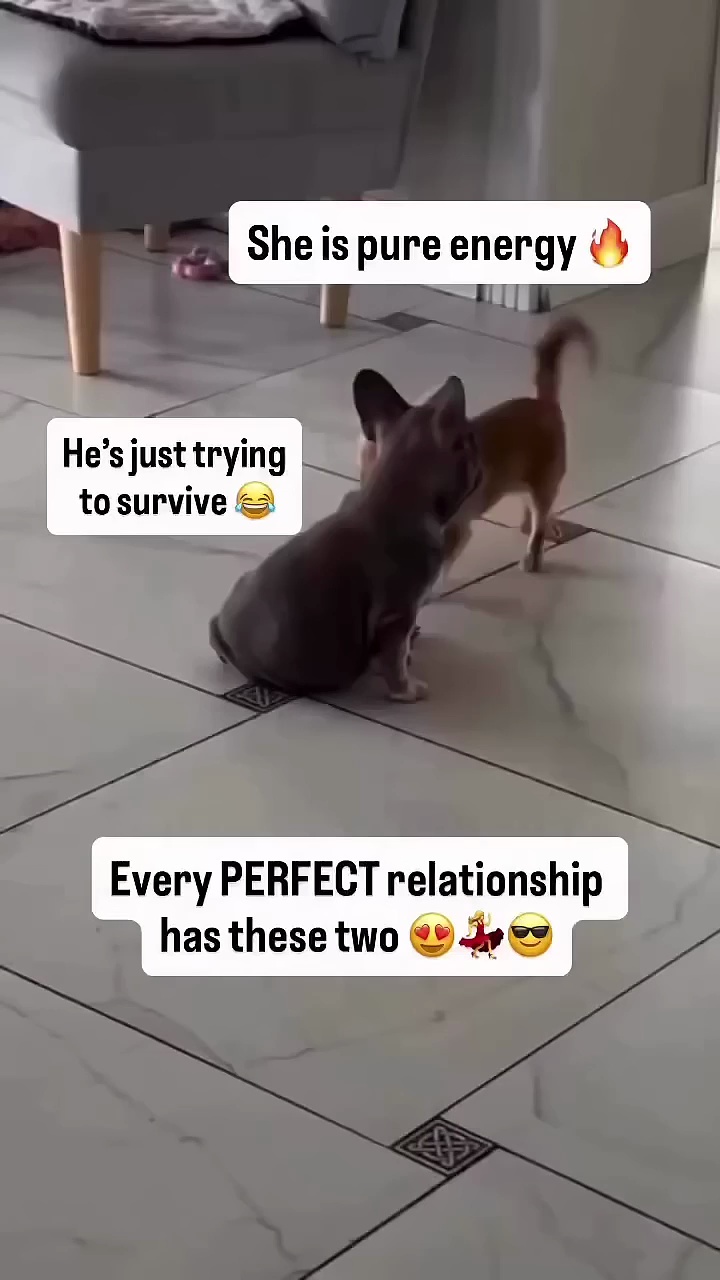 She is pure energy 🔥
He's just trying
to survive 😂
Every PERFECT relationship
has these two 😍💃😎